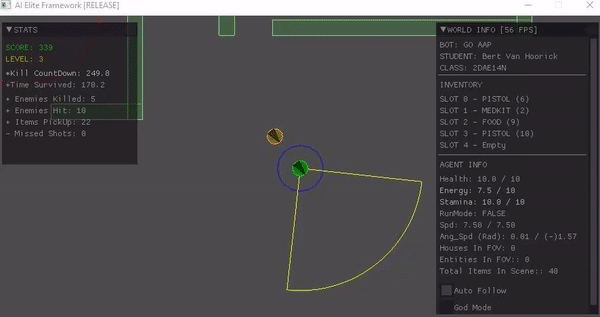 AI Elite Framework [RELEASE]
STATS
SCORE: 339
LEVEL: 3
+Kill CountDown: 249.8
+Time Survived: 178.2
+ Enemies Killed: 5
+ Enemies Hit: 10
+ Items PickUp: 22
- Missed Shots: 0
WORLD INFO [56 FPS]
BOT: GO AAP
STUDENT: Bert Van Hoorick
CLASS: 2DAE14N
INVENTORY
SLOT 0 - PISTOL (6)
SLOT 1 - MEDKIT (2)
SLOT 2 - FOOD (9)
SLOT 3 - PISTOL (10)
SLOT 4 - Empty
AGENT INFO
Health: 10.0 / 10
Energy: 7.5 / 10
Stamina: 10.0 / 10
RunMode: FALSE
Spd: 7.50 / 7.50
Ang_Spd (Rad): 0.01 / (-)1.57
Houses In FOV: 0
Entities In FOV:: 0
Total Items In Scene:: 40
Auto Follow
God Mode